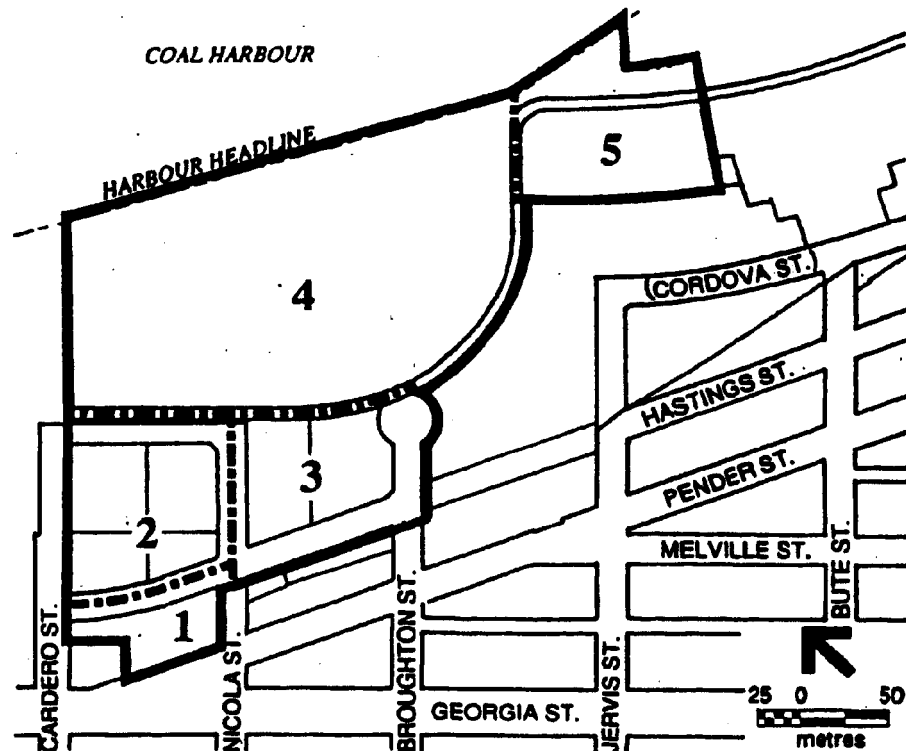 COAL HARBOUR
HARBOUR HEADLINE
5
4
(CORDOVA ST.)
HASTINGS ST.
3
PENDER ST.
2
MELVILLE ST.
BUTE ST.
1
CARDERO ST.
NICOLA ST.
BROUGHTON ST.
JERVIS ST.
GEORGIA ST.
25 0 50
metres